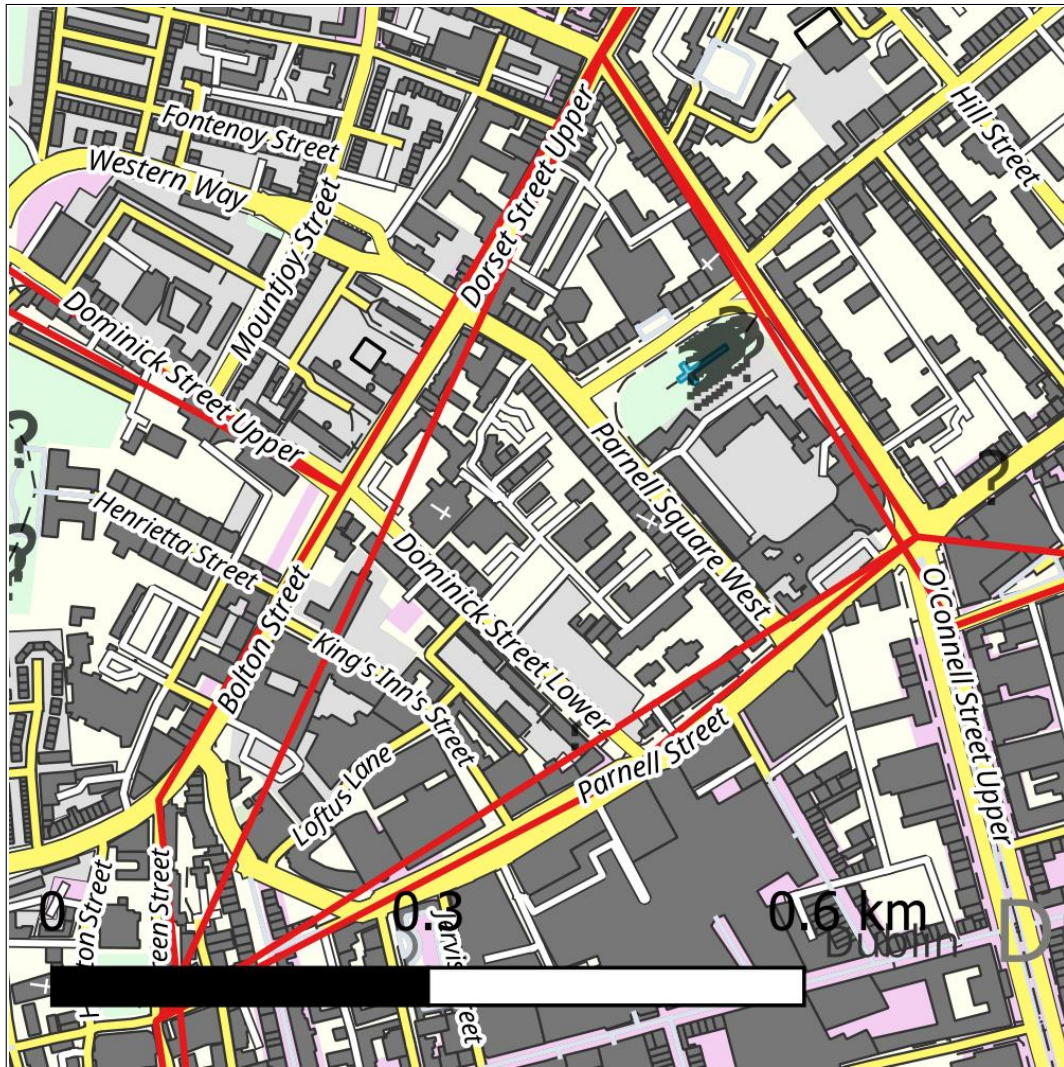 Hill Street
Fontenoy Street
Western Way
Dorset Street Upper
Mountjoy Street
Dominick Street Upper
Parnell Square West
?
Henrietta Street
Dominick Street Lower
Bolton Street
King's Inn's Street
O'Connell Street Upper
Parnell Street
Loftus Lane
0 0.3 0.6 km
Dublin
D